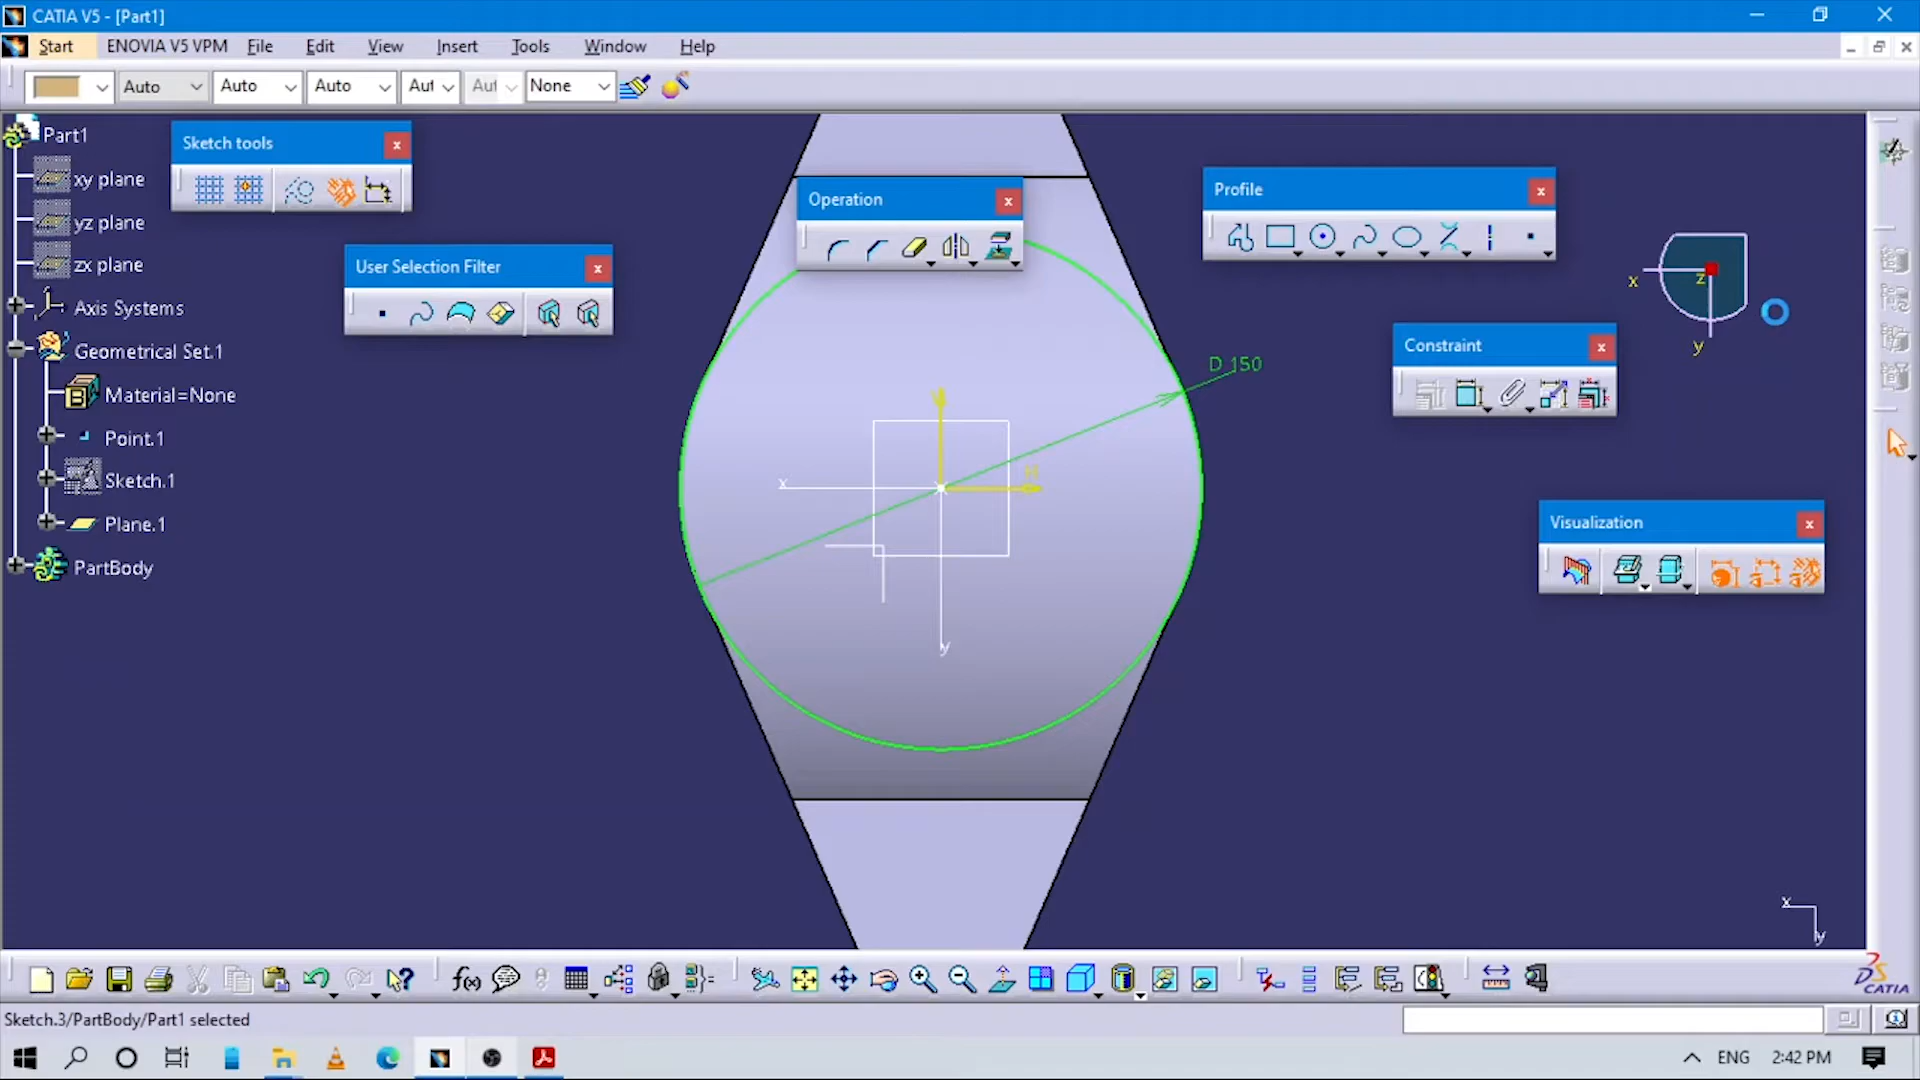 CATIA V5 - [Part1]
Start ENOVIA V5 VPM File Edit View Insert Tools Window Help
Auto Auto Auto Aut Aut None
Part1
xy plane
yz plane
zx plane
Axis Systems
Geometrical Set.1
Material=None
Point.1
Sketch.1
Plane.1
PartBody
Sketch tools
User Selection Filter
Operation
Profile
Constraint
Visualization
D 150
V
H
x
y
x
z
y
x
y
f(x)
CATIA
Sketch.3/PartBody/Part1 selected
ENG 2:42 PM